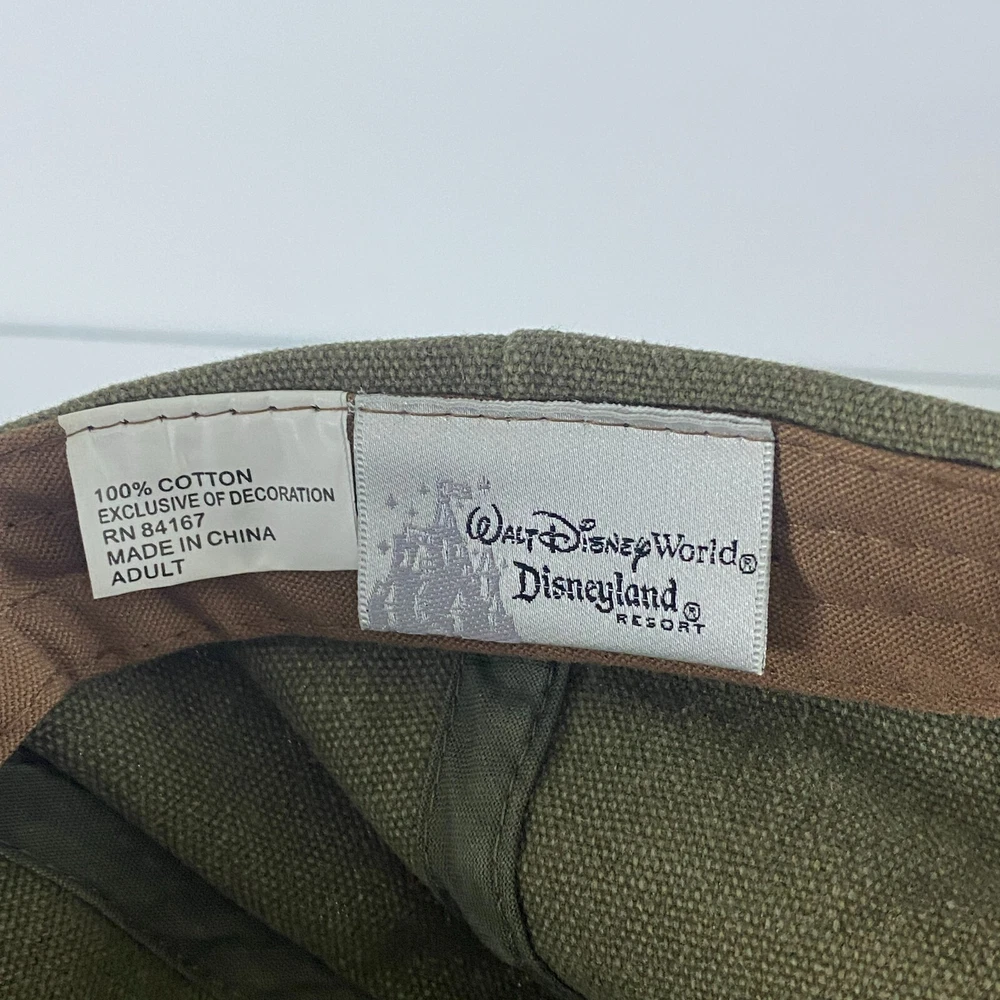 100% COTTON
EXCLUSIVE OF DECORATION
RN 84167
MADE IN CHINA
ADULT
WALT DISNEY World®
Disneyland®
RESORT